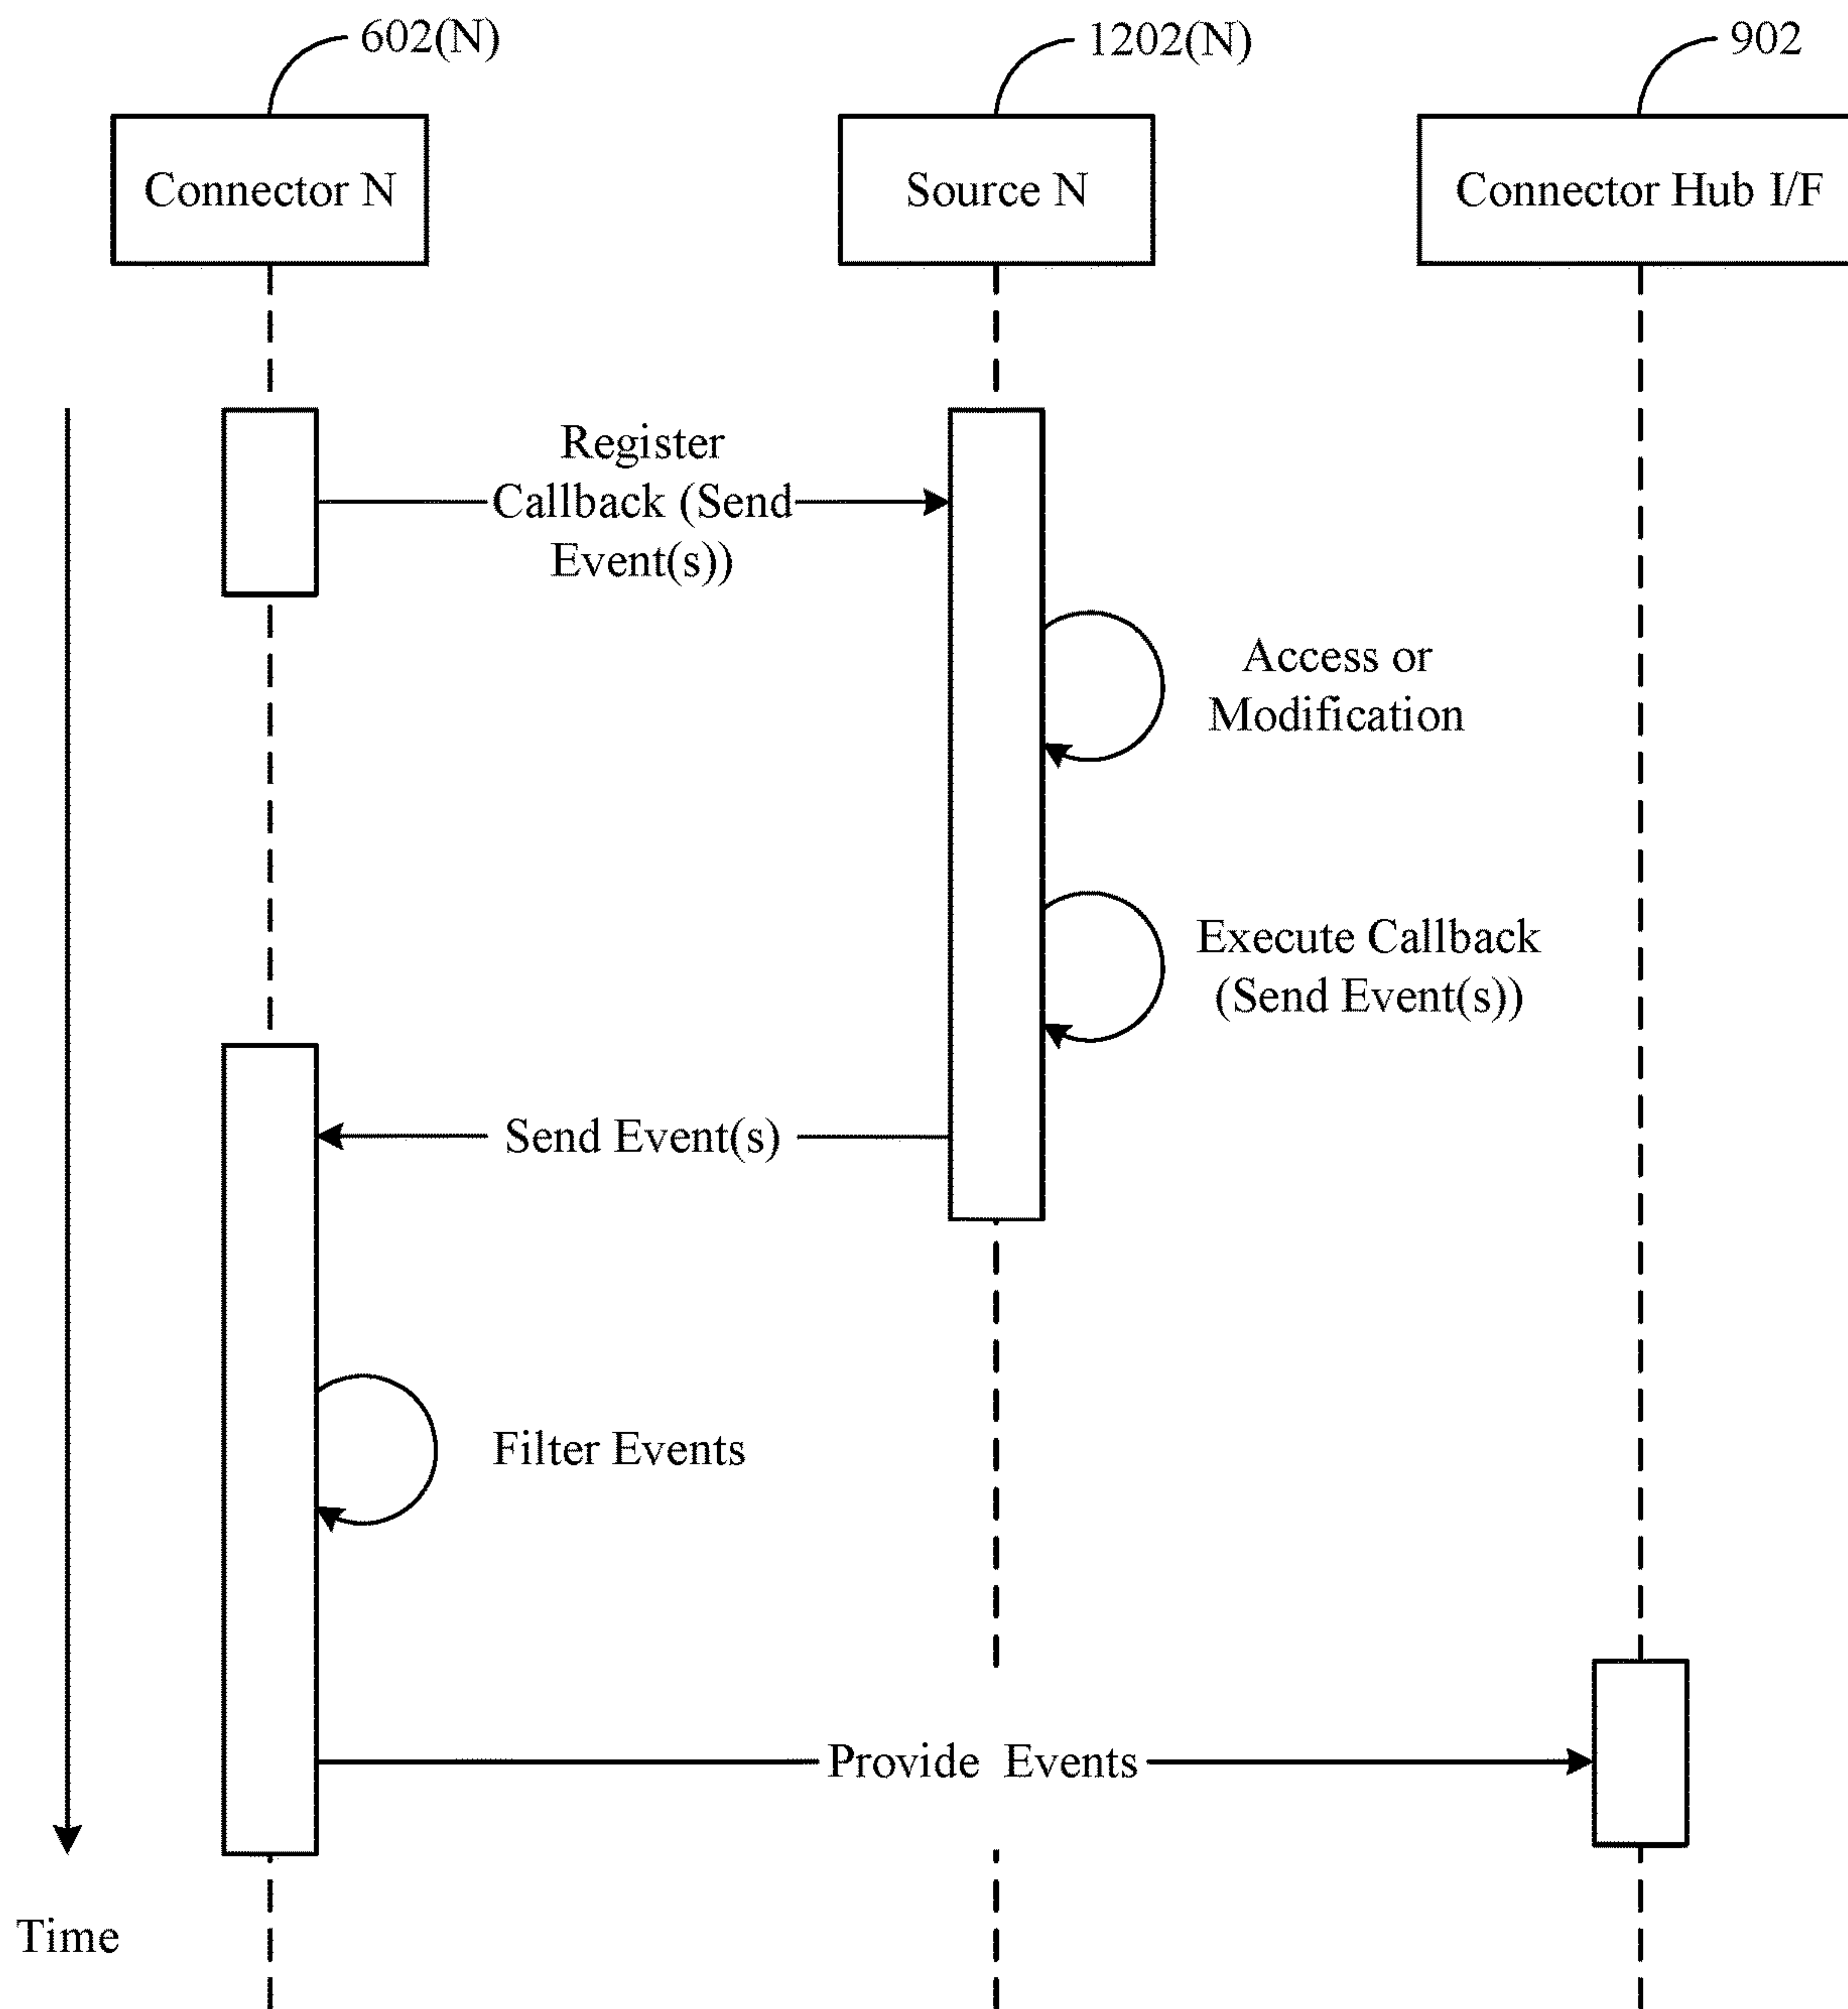 602(N)
1202(N)
902
Connector N
Source N
Connector Hub I/F
Register
Callback (Send
Event(s))
Access or
Modification
Execute Callback
(Send Event(s))
Send Event(s)
Filter Events
Provide Events
Time